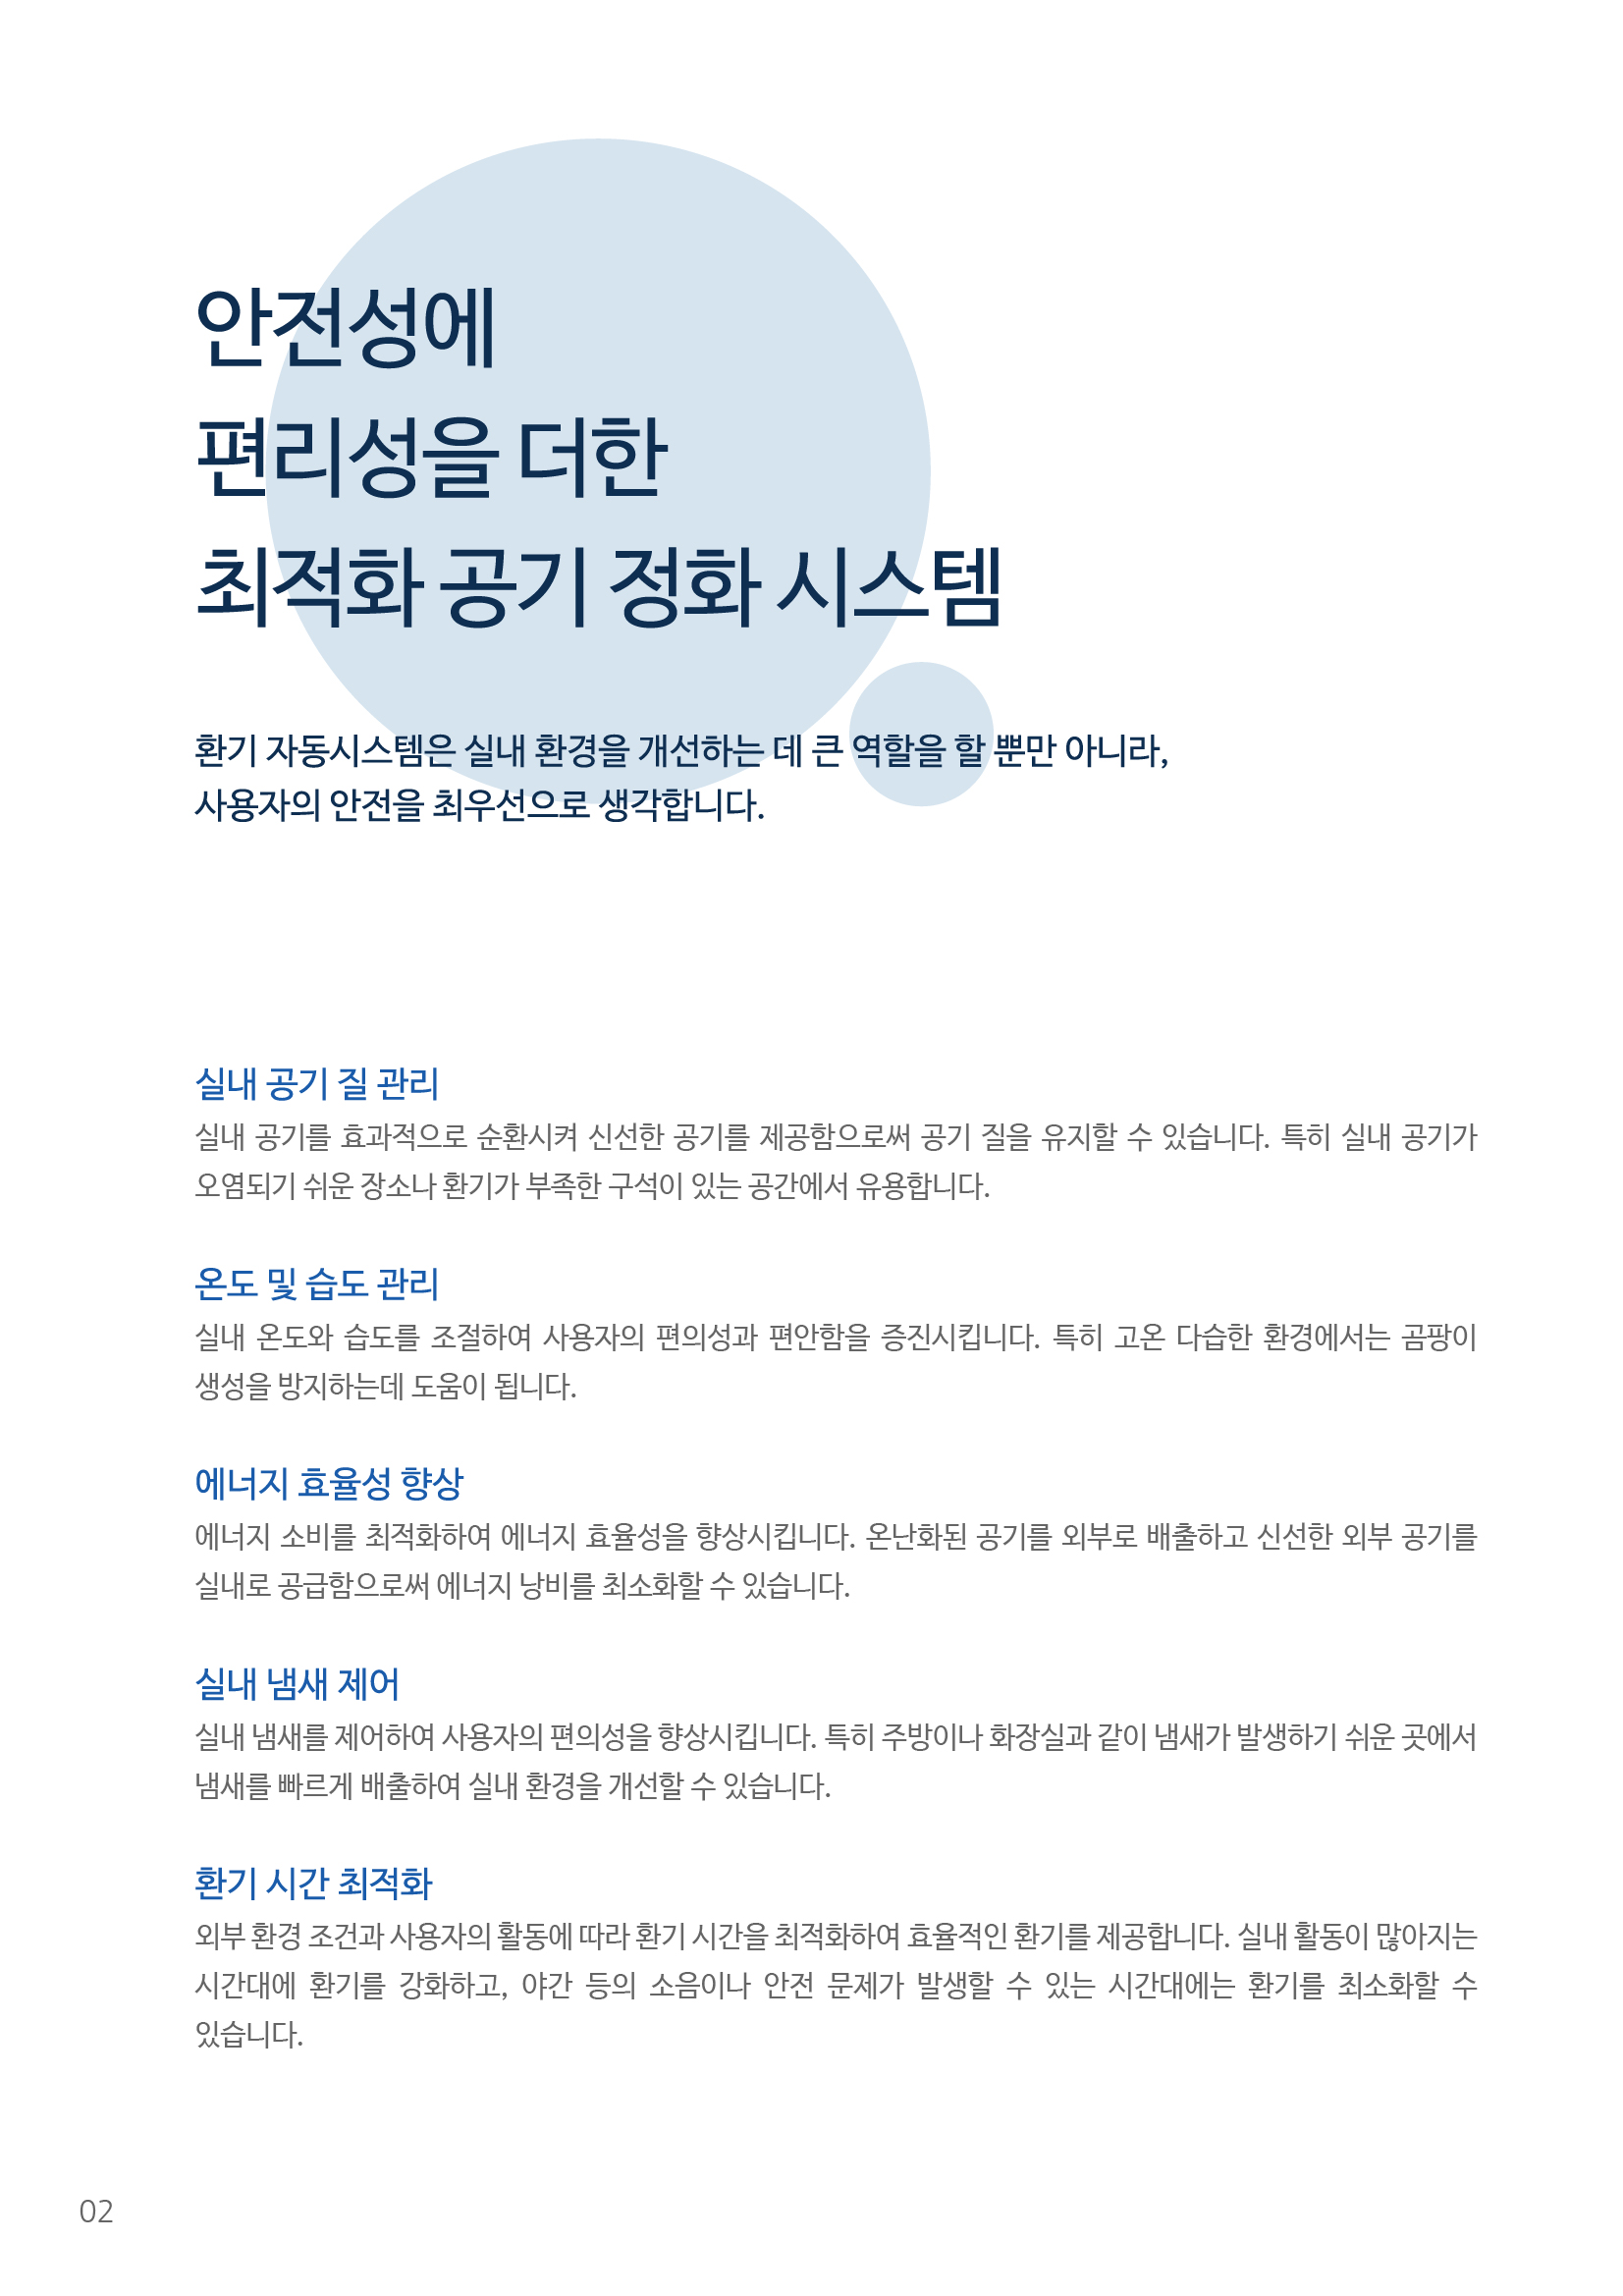 안전성에
편리성을 더한
최적화 공기 정화 시스템
환기 자동시스템은 실내 환경을 개선하는 데 큰 역할을 할 뿐만 아니라,
사용자의 안전을 최우선으로 생각합니다.
실내 공기 질 관리
실내 공기를 효과적으로 순환시켜 신선한 공기를 제공함으로써 공기 질을 유지할 수 있습니다. 특히 실내 공기가
오염되기 쉬운 장소나 환기가 부족한 구석이 있는 공간에서 유용합니다.
온도 및 습도 관리
실내 온도와 습도를 조절하여 사용자의 편의성과 편안함을 증진시킵니다. 특히 고온 다습한 환경에서는 곰팡이
생성을 방지하는데 도움이 됩니다.
에너지 효율성 향상
에너지 소비를 최적화하여 에너지 효율성을 향상시킵니다. 온난화된 공기를 외부로 배출하고 신선한 외부 공기를
실내로 공급함으로써 에너지 낭비를 최소화할 수 있습니다.
실내 냄새 제어
실내 냄새를 제어하여 사용자의 편의성을 향상시킵니다. 특히 주방이나 화장실과 같이 냄새가 발생하기 쉬운 곳에서
냄새를 빠르게 배출하여 실내 환경을 개선할 수 있습니다.
환기 시간 최적화
외부 환경 조건과 사용자의 활동에 따라 환기 시간을 최적화하여 효율적인 환기를 제공합니다. 실내 활동이 많아지는
시간대에 환기를 강화하고, 야간 등의 소음이나 안전 문제가 발생할 수 있는 시간대에는 환기를 최소화할 수
있습니다.
02